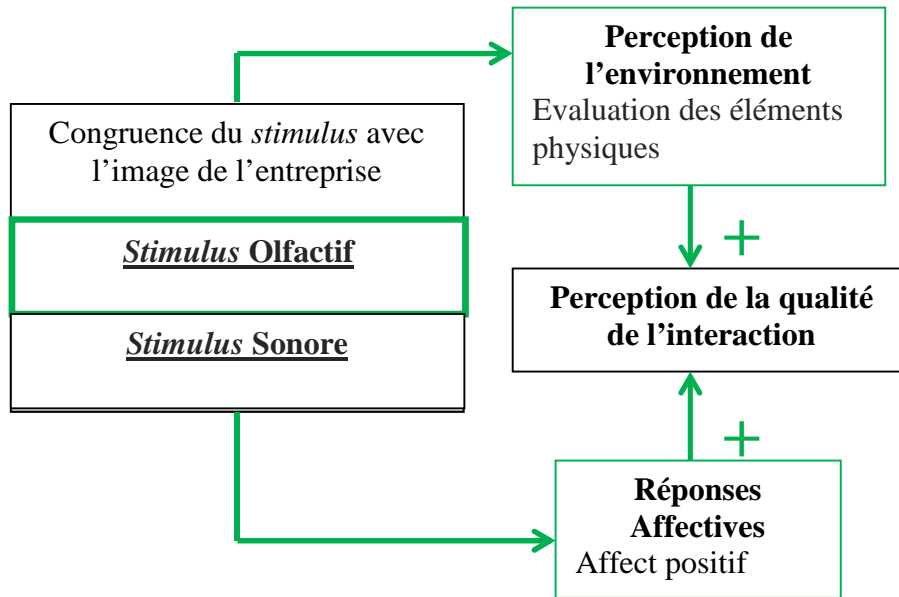 Perception de
l’environnement
Evaluation des éléments
physiques
Congruence du stimulus avec
l’image de l’entreprise
Stimulus Olfactif
Stimulus Sonore
+
Perception de la qualité
de l’interaction
+
Réponses
Affectives
Affect positif